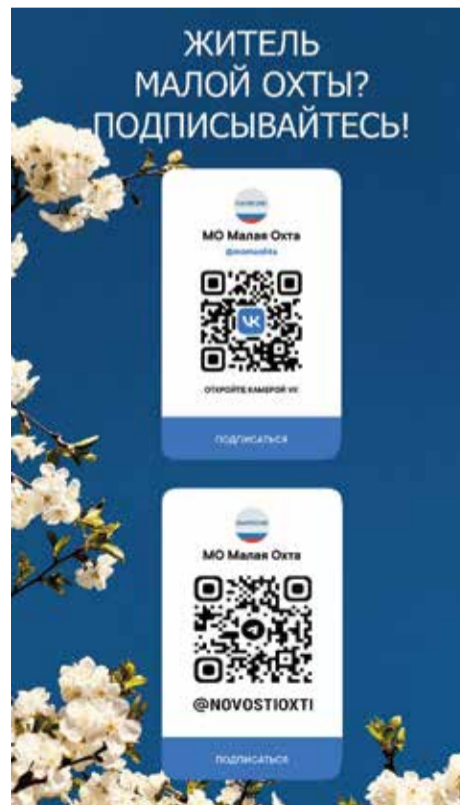 ЖИТЕЛЬ
МАЛОЙ ОХТЫ?
ПОДПИСЫВАЙТЕСЬ!
МО Малая Охта
ОТКРОЙТЕ КАМЕРОЙ VK
ПОДПИСАТЬСЯ
МО Малая Охта
@NOVOSTIOXTI
ПОДПИСАТЬСЯ